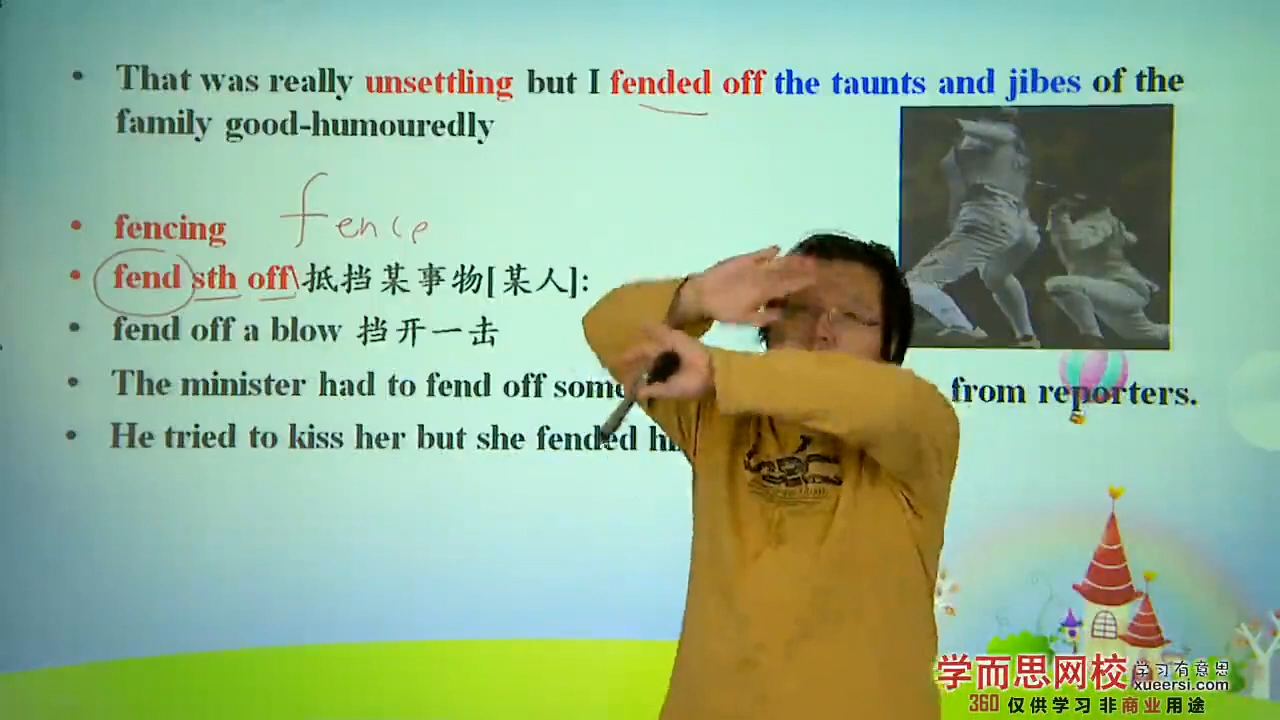 • That was really unsettling but I fended off the taunts and jibes of the
family good-humouredly
• fencing fence
• fend sth off\抵挡某事物[某人]:
• fend off a blow 挡开一击
• The minister had to fend off some from reporters.
• He tried to kiss her but she fended
学而思网校 学习有意思
xueersi.com
360 仅供学习 非商业用途